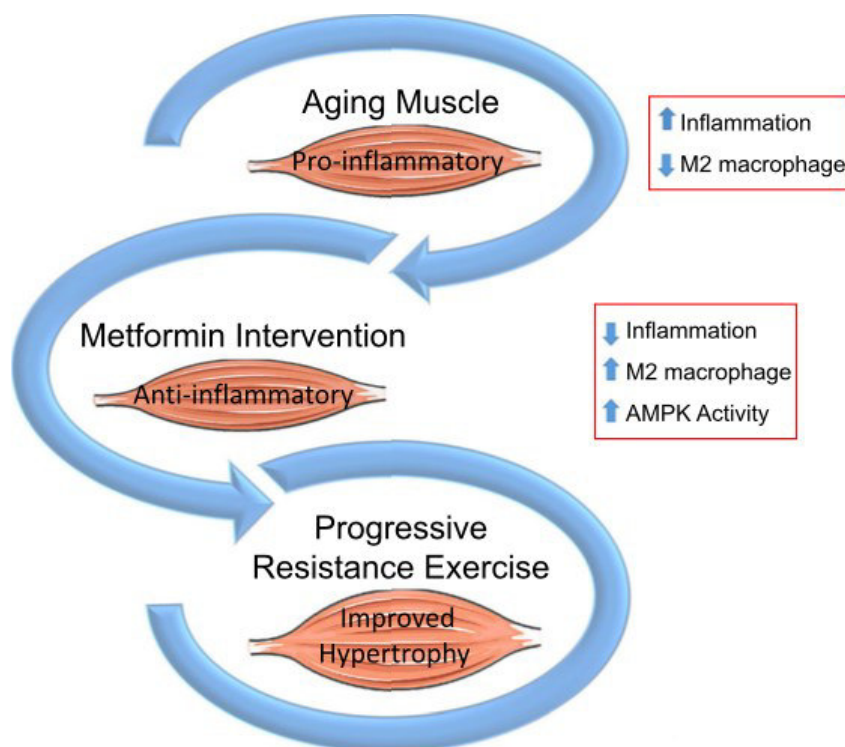 Aging Muscle
Pro-inflammatory
Inflammation
M2 macrophage
Metformin Intervention
Anti-inflammatory
Inflammation
M2 macrophage
AMPK Activity
Progressive
Resistance Exercise
Improved
Hypertrophy